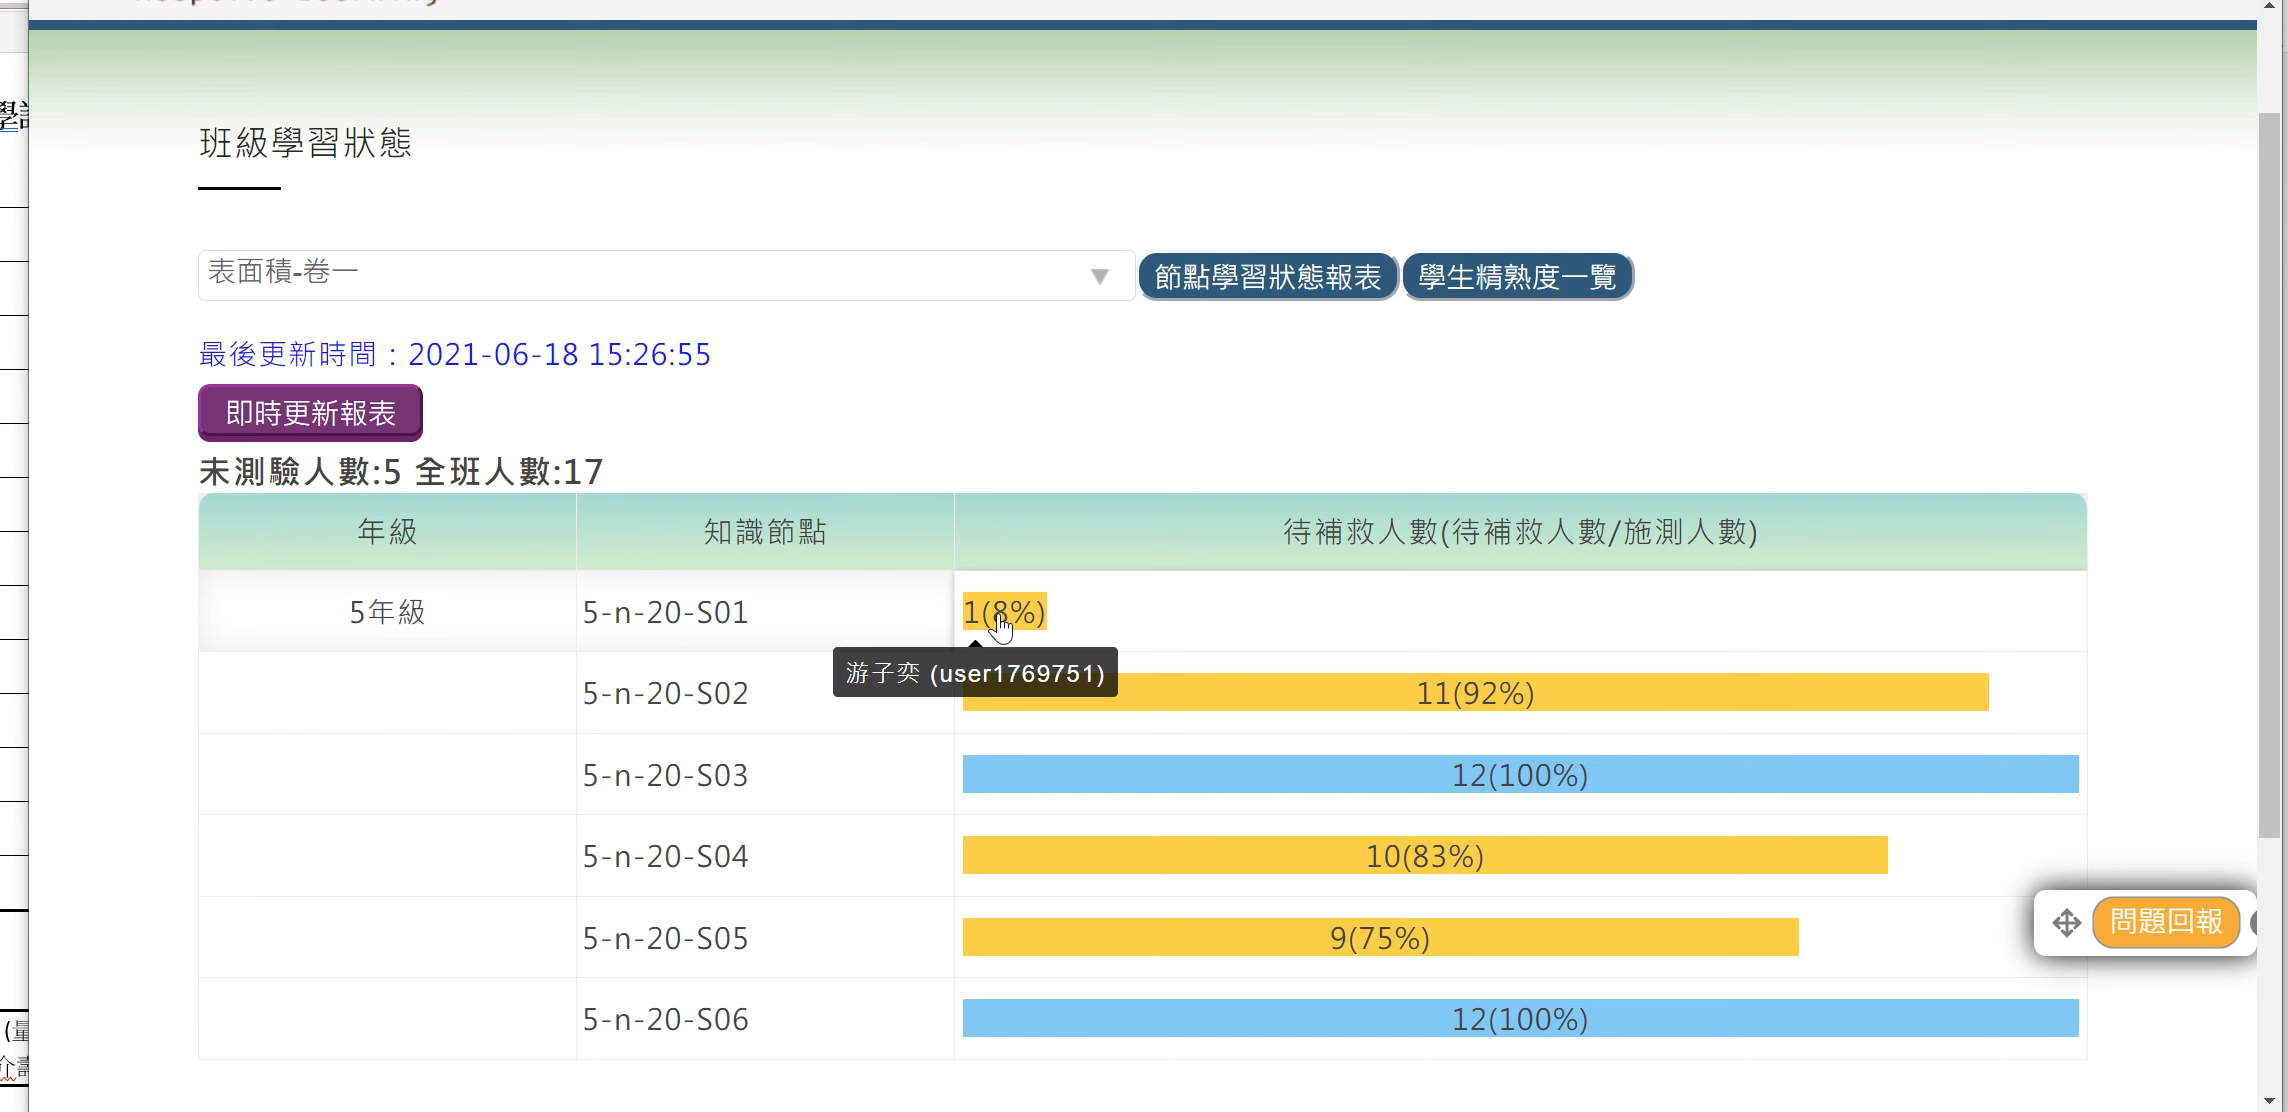 班級學習狀態
表面積-卷一
節點學習狀態報表 學生精熟度一覽
最後更新時間：2021-06-18 15:26:55
即時更新報表
未測驗人數:5 全班人數:17
年級 知識節點 待補救人數(待補救人數/施測人數)
5年級 5-n-20-S01 1(8%)
游子奕 (user1769751)
5-n-20-S02 11(92%)
5-n-20-S03 12(100%)
5-n-20-S04 10(83%)
5-n-20-S05 9(75%)
問題回報
5-n-20-S06 12(100%)